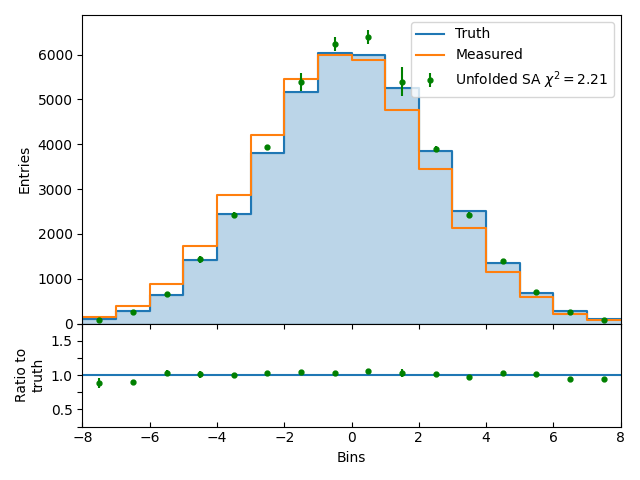 Truth
Measured
Unfolded SA χ² = 2.21
6000
5000
4000
3000
2000
1000
0
Entries
1.5
1.0
0.5
Ratio to
truth
−8
−6
−4
−2
0
2
4
6
8
Bins